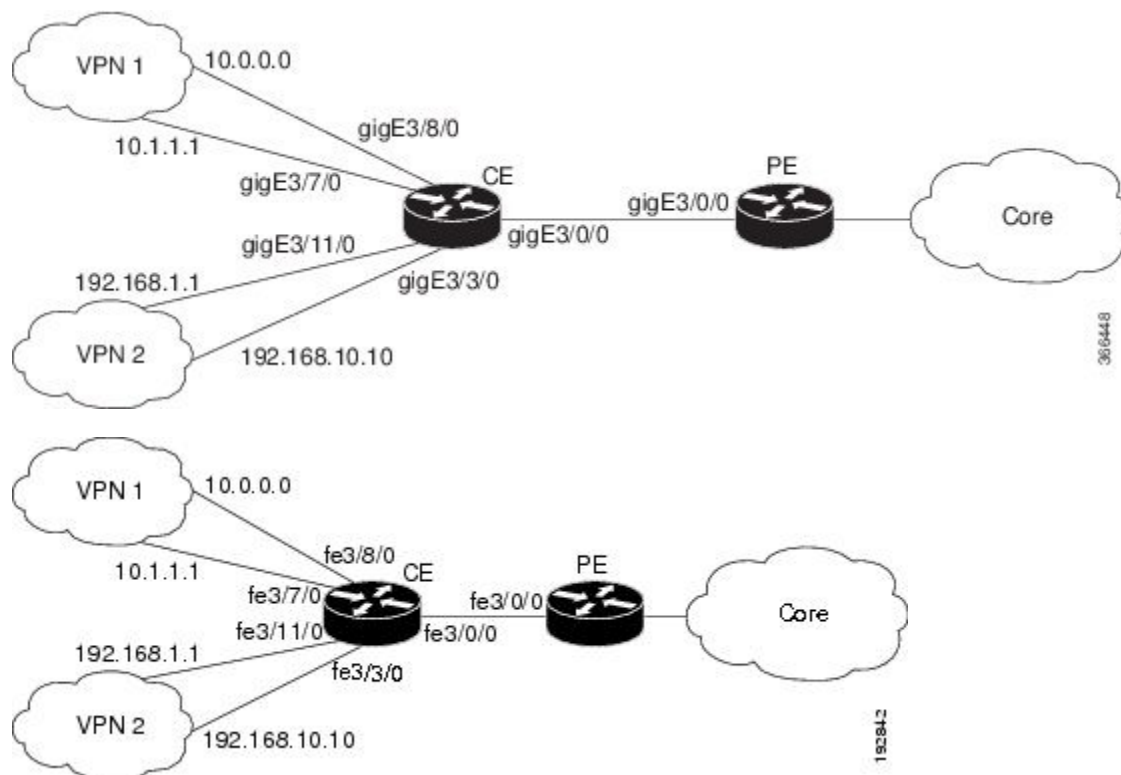 VPN 1
10.0.0.0
gigE3/8/0
10.1.1.1
gigE3/7/0
CE
PE
gigE3/0/0
gigE3/0/0
Core
gigE3/11/0
192.168.1.1
gigE3/3/0
VPN 2
192.168.10.10
366448
VPN 1
10.0.0.0
fe3/8/0
10.1.1.1
CE
PE
fe3/7/0
fe3/0/0
Core
fe3/11/0
fe3/0/0
192.168.1.1
fe3/3/0
VPN 2
192.168.10.10
192842